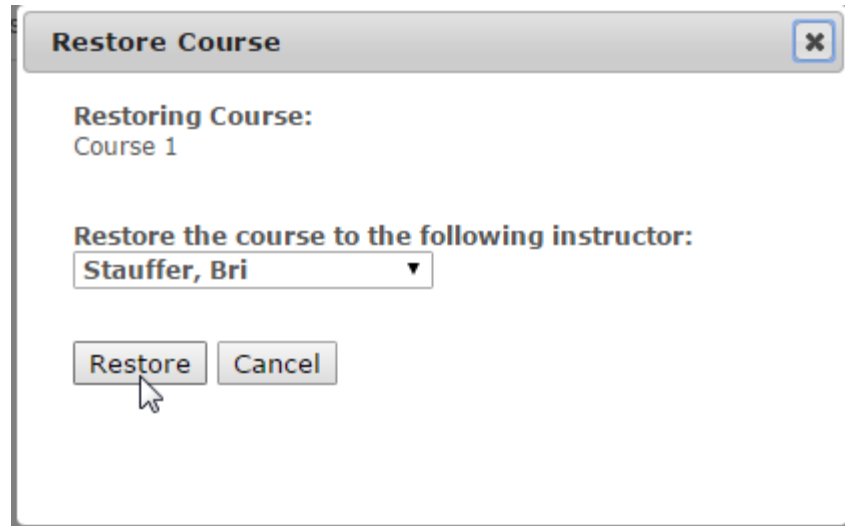 Restore Course
Restoring Course:
Course 1
Restore the course to the following instructor:
Stauffer, Bri
Restore Cancel